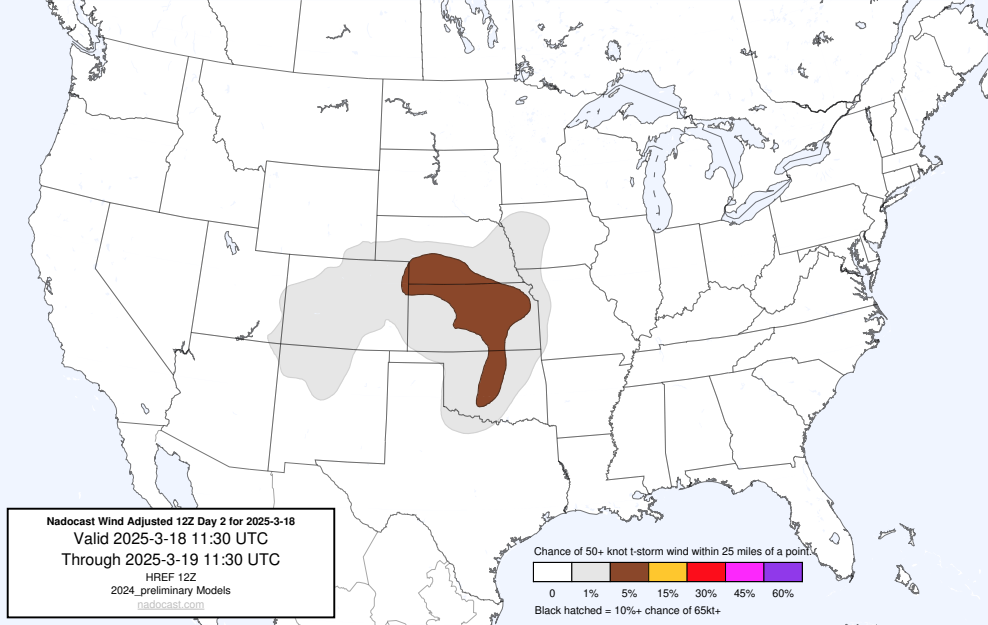 Nadocast Wind Adjusted 12Z Day 2 for 2025-3-18
Valid 2025-3-18 11:30 UTC
Through 2025-3-19 11:30 UTC
HREF 12Z
2024_preliminary Models
nadocast.com
Chance of 50+ knot t-storm wind within 25 miles of a point.
0 1% 5% 15% 30% 45% 60%
Black hatched = 10%+ chance of 65kt+